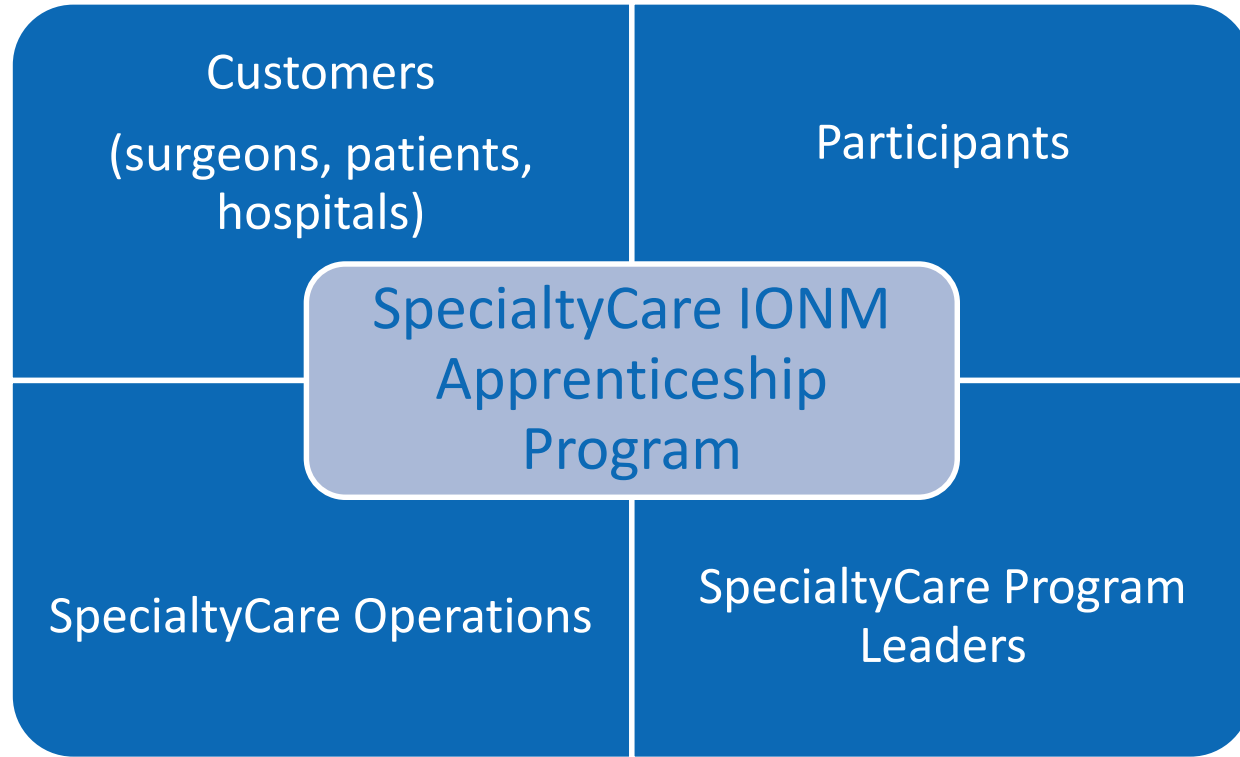 Customers
(surgeons, patients,
hospitals)
Participants
SpecialtyCare IONM
Apprenticeship
Program
SpecialtyCare Operations
SpecialtyCare Program
Leaders